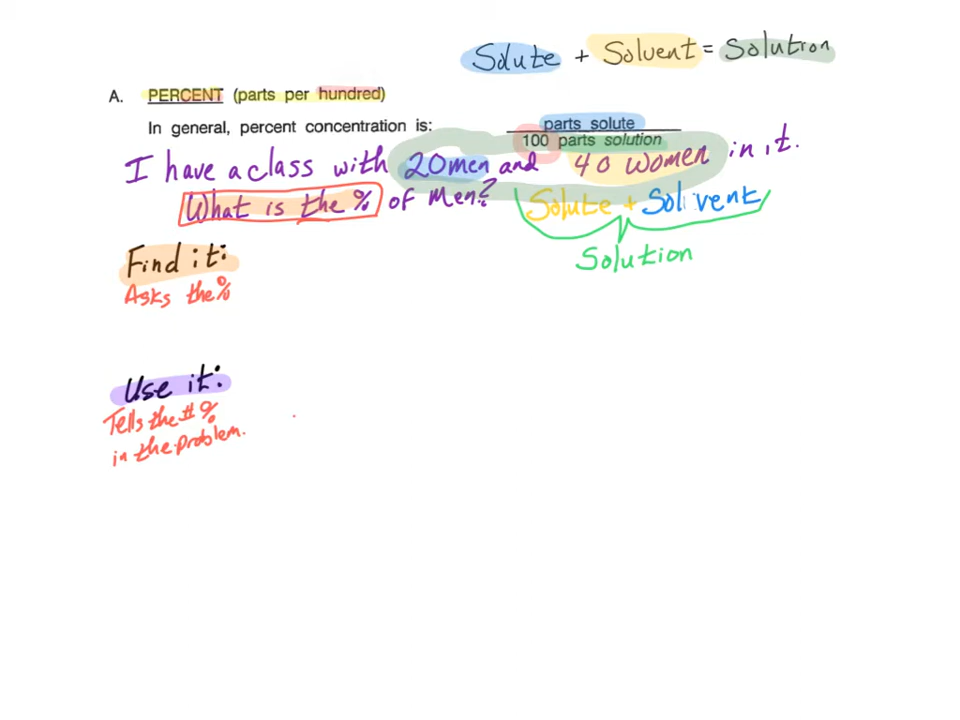 Solute + Solvent = Solution
A. PERCENT (parts per hundred)
In general, percent concentration is: parts solute
100 parts solution
I have a class with 20 men and 40 women in it.
What is the % of Men?
Solute + Solvent
Solution
Find it:
Asks the %
Use it:
Tells the # %
in the problem.